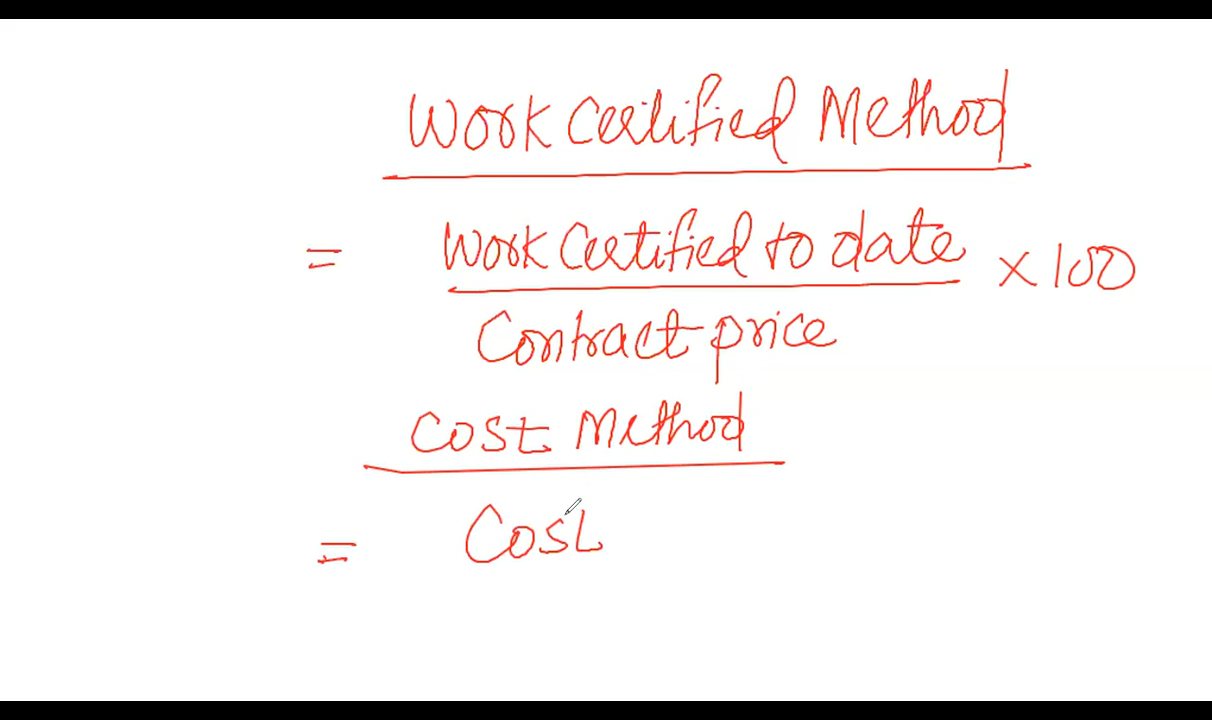 Work Certified Method
= Work Certified to date × 100
Contract price
Cost Method
= Cost